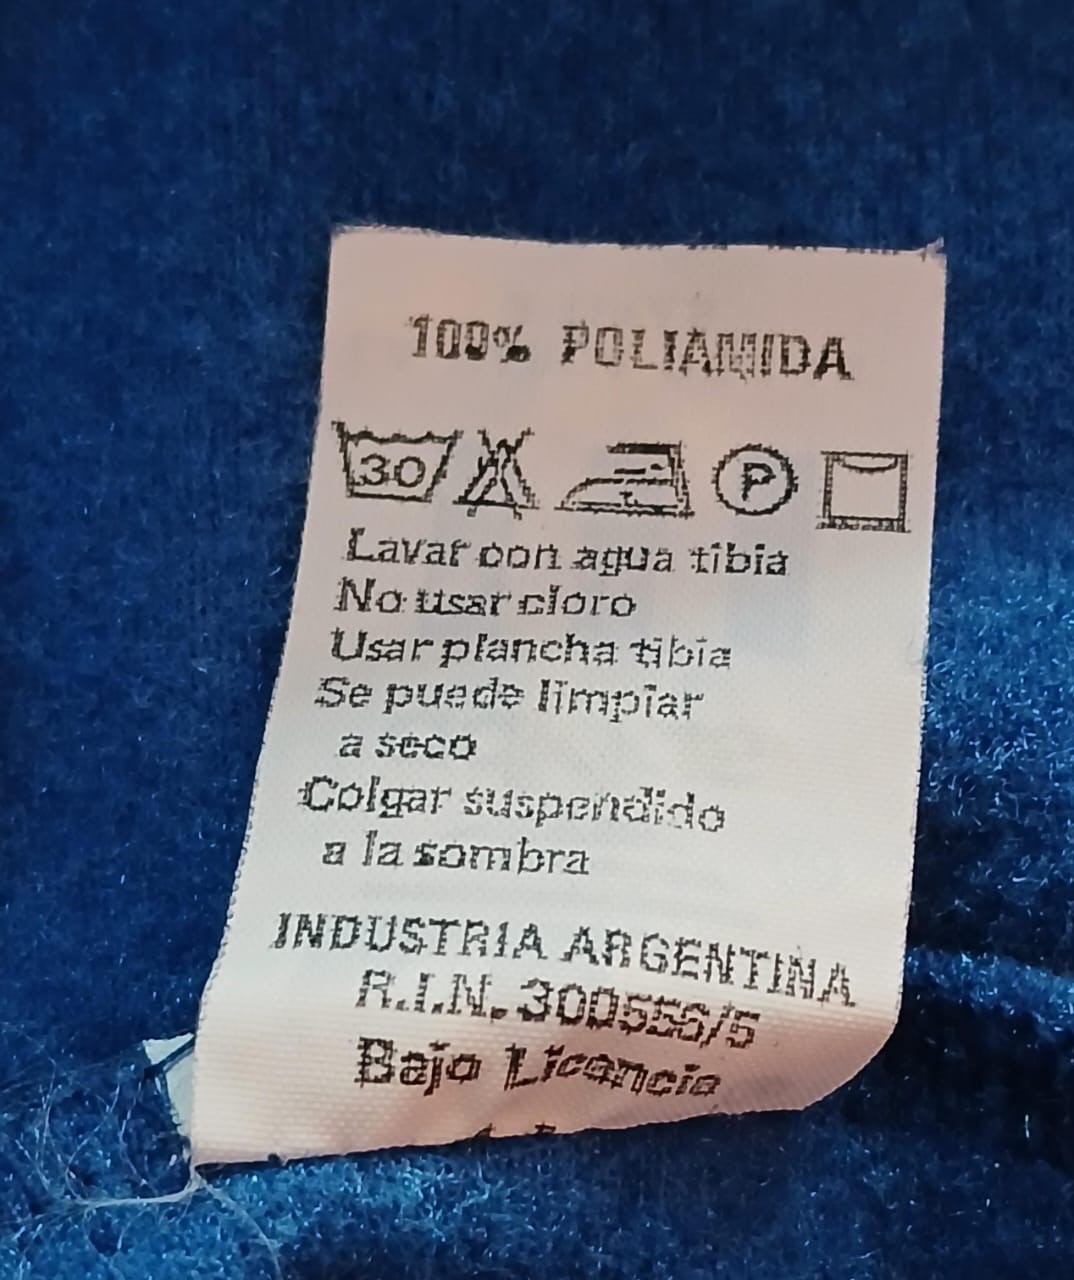 100% POLIAMIDA
30 P
Lavar con agua tibia
No usar cloro
Usar plancha tibia
Se puede limpiar
a seco
Colgar suspendido
a la sombra
INDUSTRIA ARGENTINA
R.I.N. 300556/5
Bajo Licencia